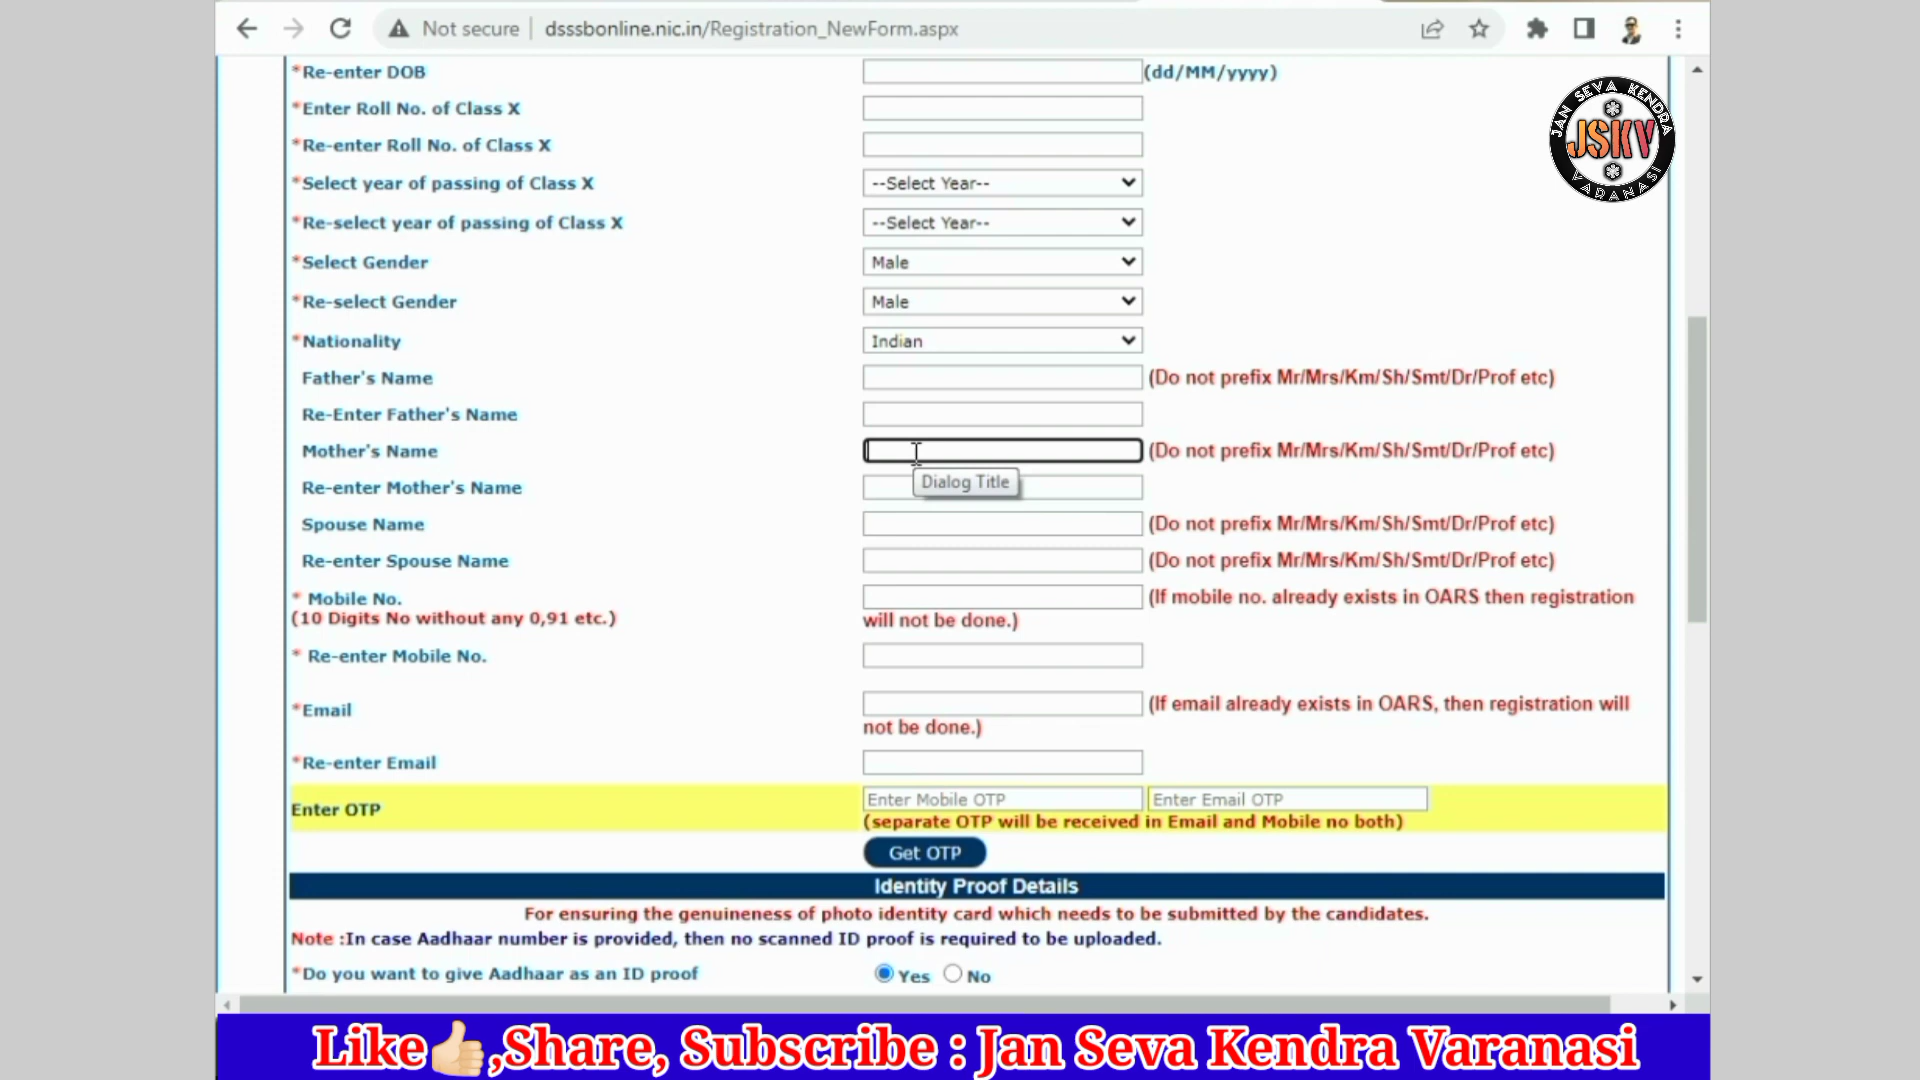 Not secure dsssbonline.nic.in/Registration_NewForm.aspx
*Re-enter DOB (dd/MM/yyyy)
*Enter Roll No. of Class X
*Re-enter Roll No. of Class X
*Select year of passing of Class X --Select Year--
*Re-select year of passing of Class X --Select Year--
*Select Gender Male
*Re-select Gender Male
*Nationality Indian
Father's Name (Do not prefix Mr/Mrs/Km/Sh/Smt/Dr/Prof etc)
Re-Enter Father's Name
Mother's Name (Do not prefix Mr/Mrs/Km/Sh/Smt/Dr/Prof etc)
Dialog Title
Re-enter Mother's Name
Spouse Name (Do not prefix Mr/Mrs/Km/Sh/Smt/Dr/Prof etc)
Re-enter Spouse Name (Do not prefix Mr/Mrs/Km/Sh/Smt/Dr/Prof etc)
* Mobile No. (If mobile no. already exists in OARS then registration
(10 Digits No without any 0,91 etc.) will not be done.)
* Re-enter Mobile No.
*Email (If email already exists in OARS, then registration will
not be done.)
*Re-enter Email
Enter OTP Enter Mobile OTP Enter Email OTP
(separate OTP will be received in Email and Mobile no both)
Get OTP
Identity Proof Details
For ensuring the genuineness of photo identity card which needs to be submitted by the candidates.
Note :In case Aadhaar number is provided, then no scanned ID proof is required to be uploaded.
*Do you want to give Aadhaar as an ID proof Yes No
JAN SEVA KENDRA
JSKV
VARANASI
Like👍🏻,Share, Subscribe : Jan Seva Kendra Varanasi